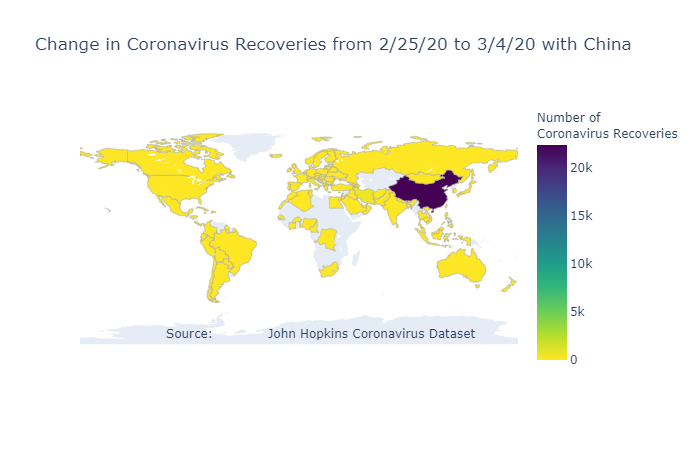 Change in Coronavirus Recoveries from 2/25/20 to 3/4/20 with China
Number of
Coronavirus Recoveries
20k
15k
10k
5k
0
Source: John Hopkins Coronavirus Dataset